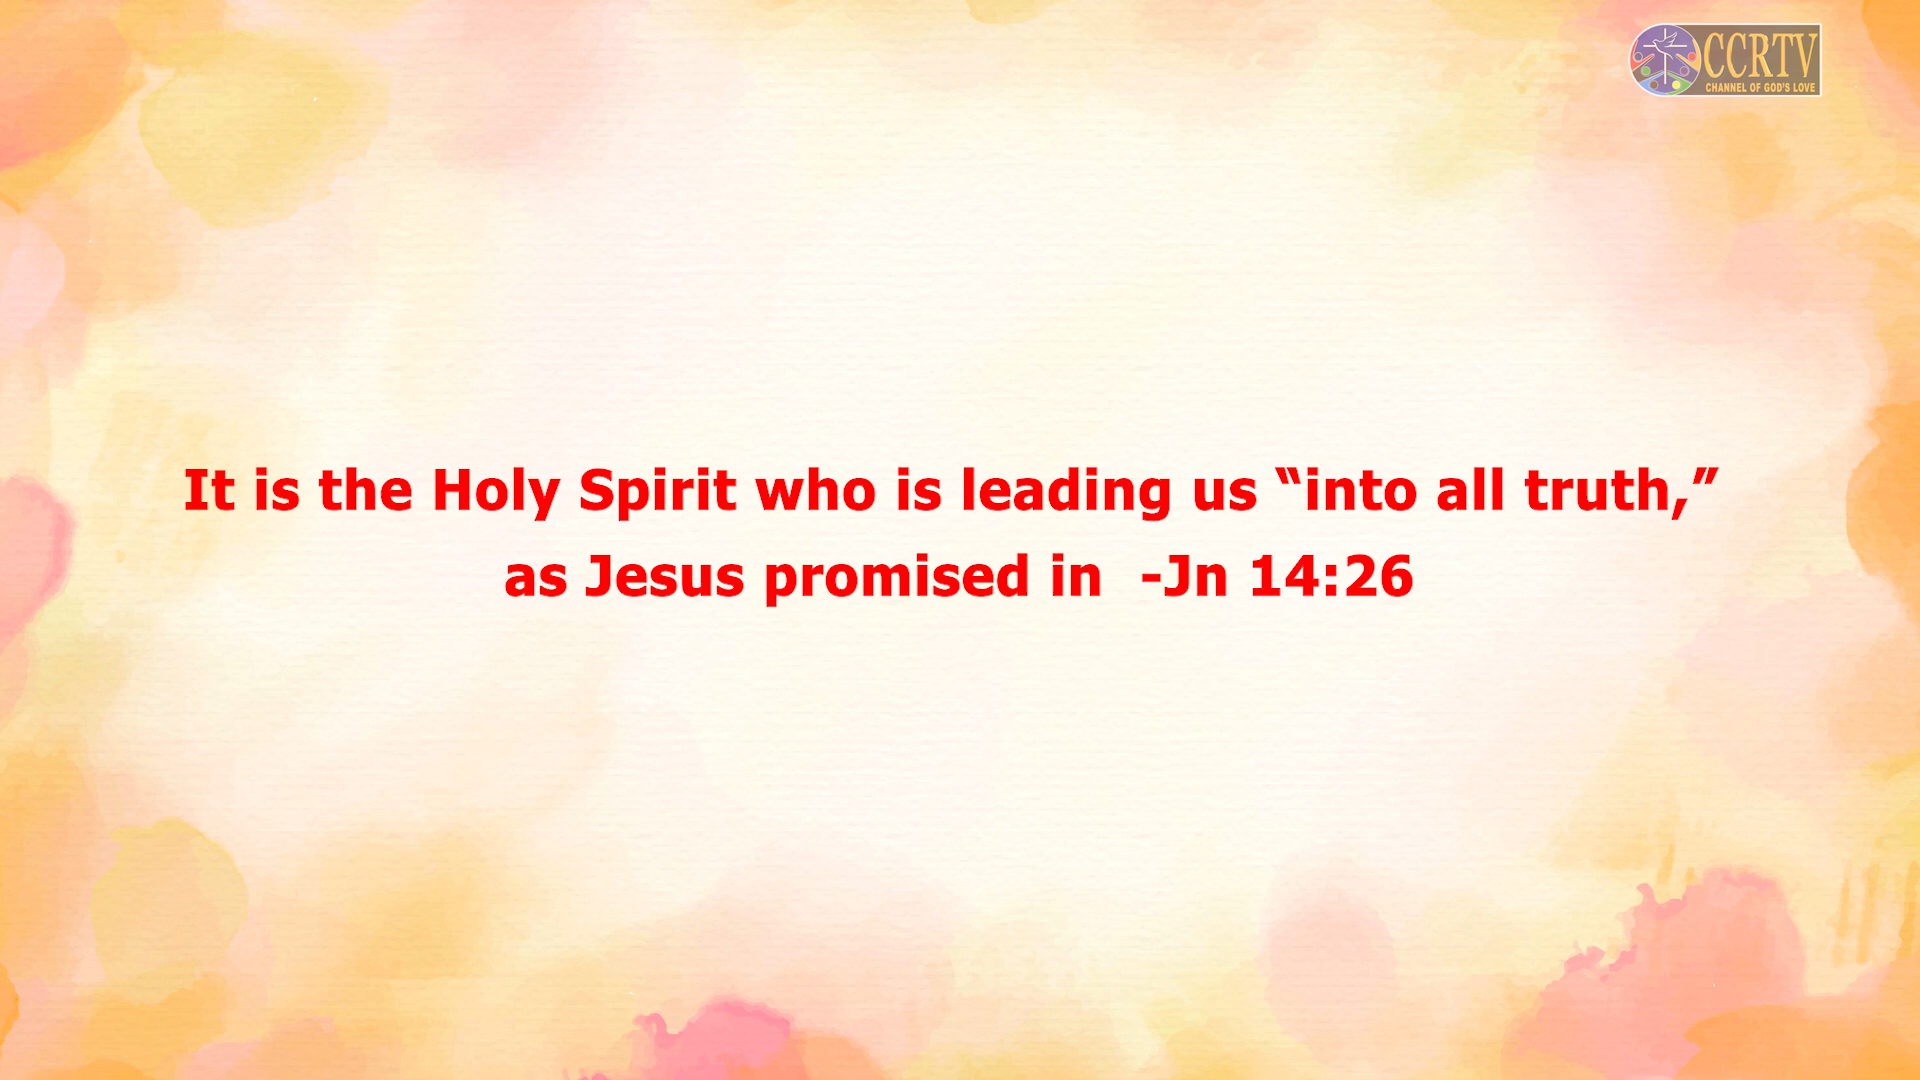 CCRTV
CHANNEL OF GOD'S LOVE
It is the Holy Spirit who is leading us “into all truth,”
as Jesus promised in  -Jn 14:26